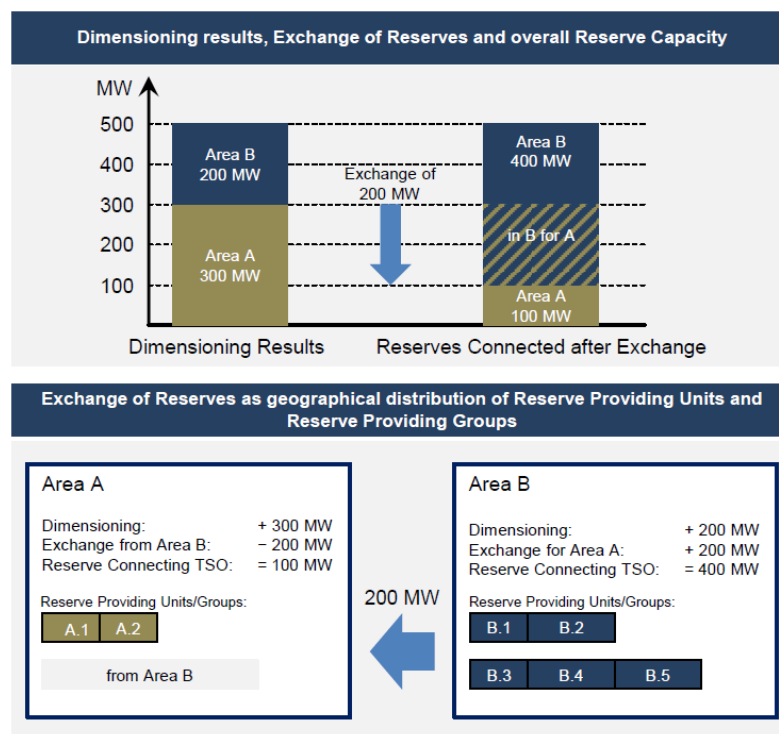 Dimensioning results, Exchange of Reserves and overall Reserve Capacity
MW
500
400
300
200
100
Area B
200 MW
Area A
300 MW
Exchange of
200 MW
Area B
400 MW
in B for A
Area A
100 MW
Dimensioning Results
Reserves Connected after Exchange
Exchange of Reserves as geographical distribution of Reserve Providing Units and
Reserve Providing Groups
Area A
Dimensioning: + 300 MW
Exchange from Area B: − 200 MW
Reserve Connecting TSO: = 100 MW
Reserve Providing Units/Groups:
A.1 A.2
from Area B
200 MW
Area B
Dimensioning: + 200 MW
Exchange for Area A: + 200 MW
Reserve Connecting TSO: = 400 MW
Reserve Providing Units/Groups:
B.1 B.2
B.3 B.4 B.5